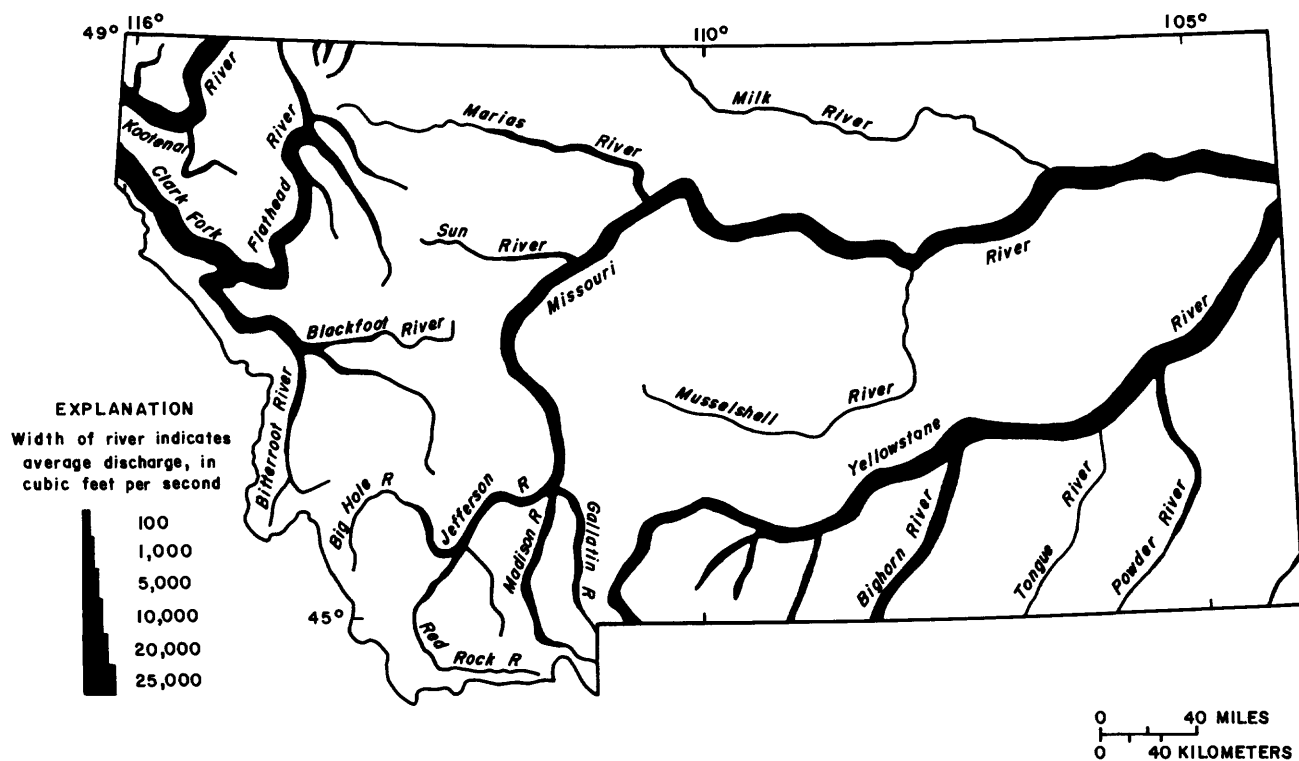 116°
49°
110°
105°
River
Kootenai
Clark Fork
Flathead
River
Marias
River
Milk
River
Sun
River
Missouri
River
River
Blackfoot River
Bitterroot River
Musselshell
River
Yellowstone
Big Hole R
Jefferson R
Madison R
Gallatin R
Red
Rock R
Bighorn River
Tongue River
Powder River
45°
EXPLANATION
Width of river indicates
average discharge, in
cubic feet per second
100
1,000
5,000
10,000
20,000
25,000
0 40 MILES
0 40 KILOMETERS